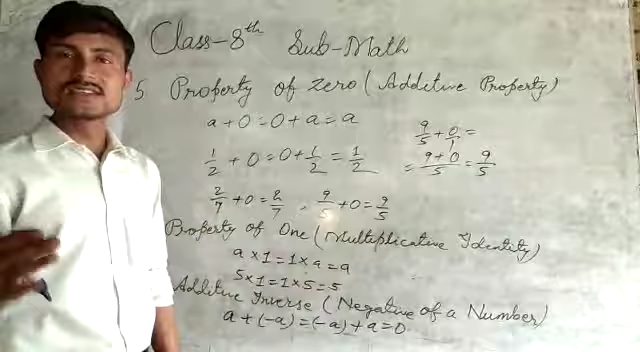 Class-8th Sub-Math
5 Property of Zero (Additive Property)
a + 0 = 0 + a = a
9/5 + 0/1 =
1/2 + 0 = 0 + 1/2 = 1/2
= 9+0/5 = 9/5
2/7 + 0 = 2/7, 9/5 + 0 = 9/5
Property of One (Multiplicative Identity)
a × 1 = 1 × a = a
5 × 1 = 1 × 5 = 5
Additive Inverse (Negative of a Number)
a + (-a) = (-a) + a = 0